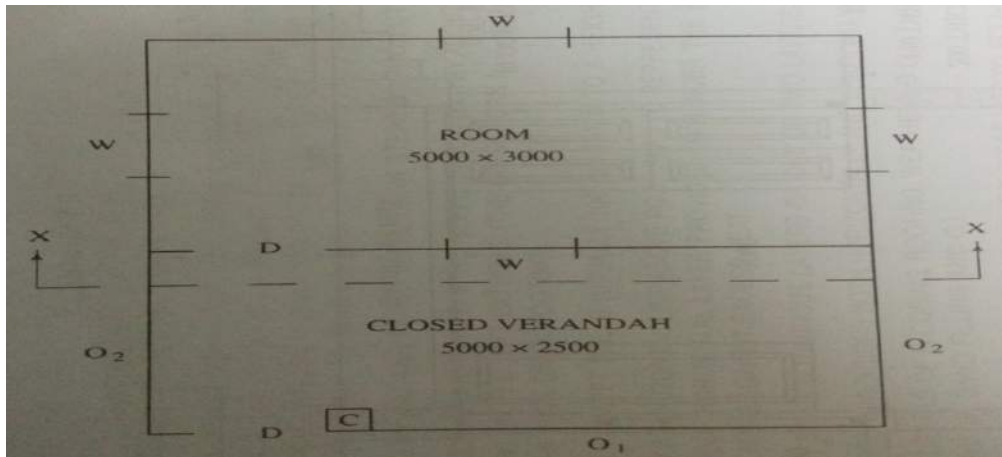 W
W
ROOM
5000 × 3000
W
X
D
W
X
CLOSED VERANDAH
5000 × 2500
O₂
O₂
C
D
O₁